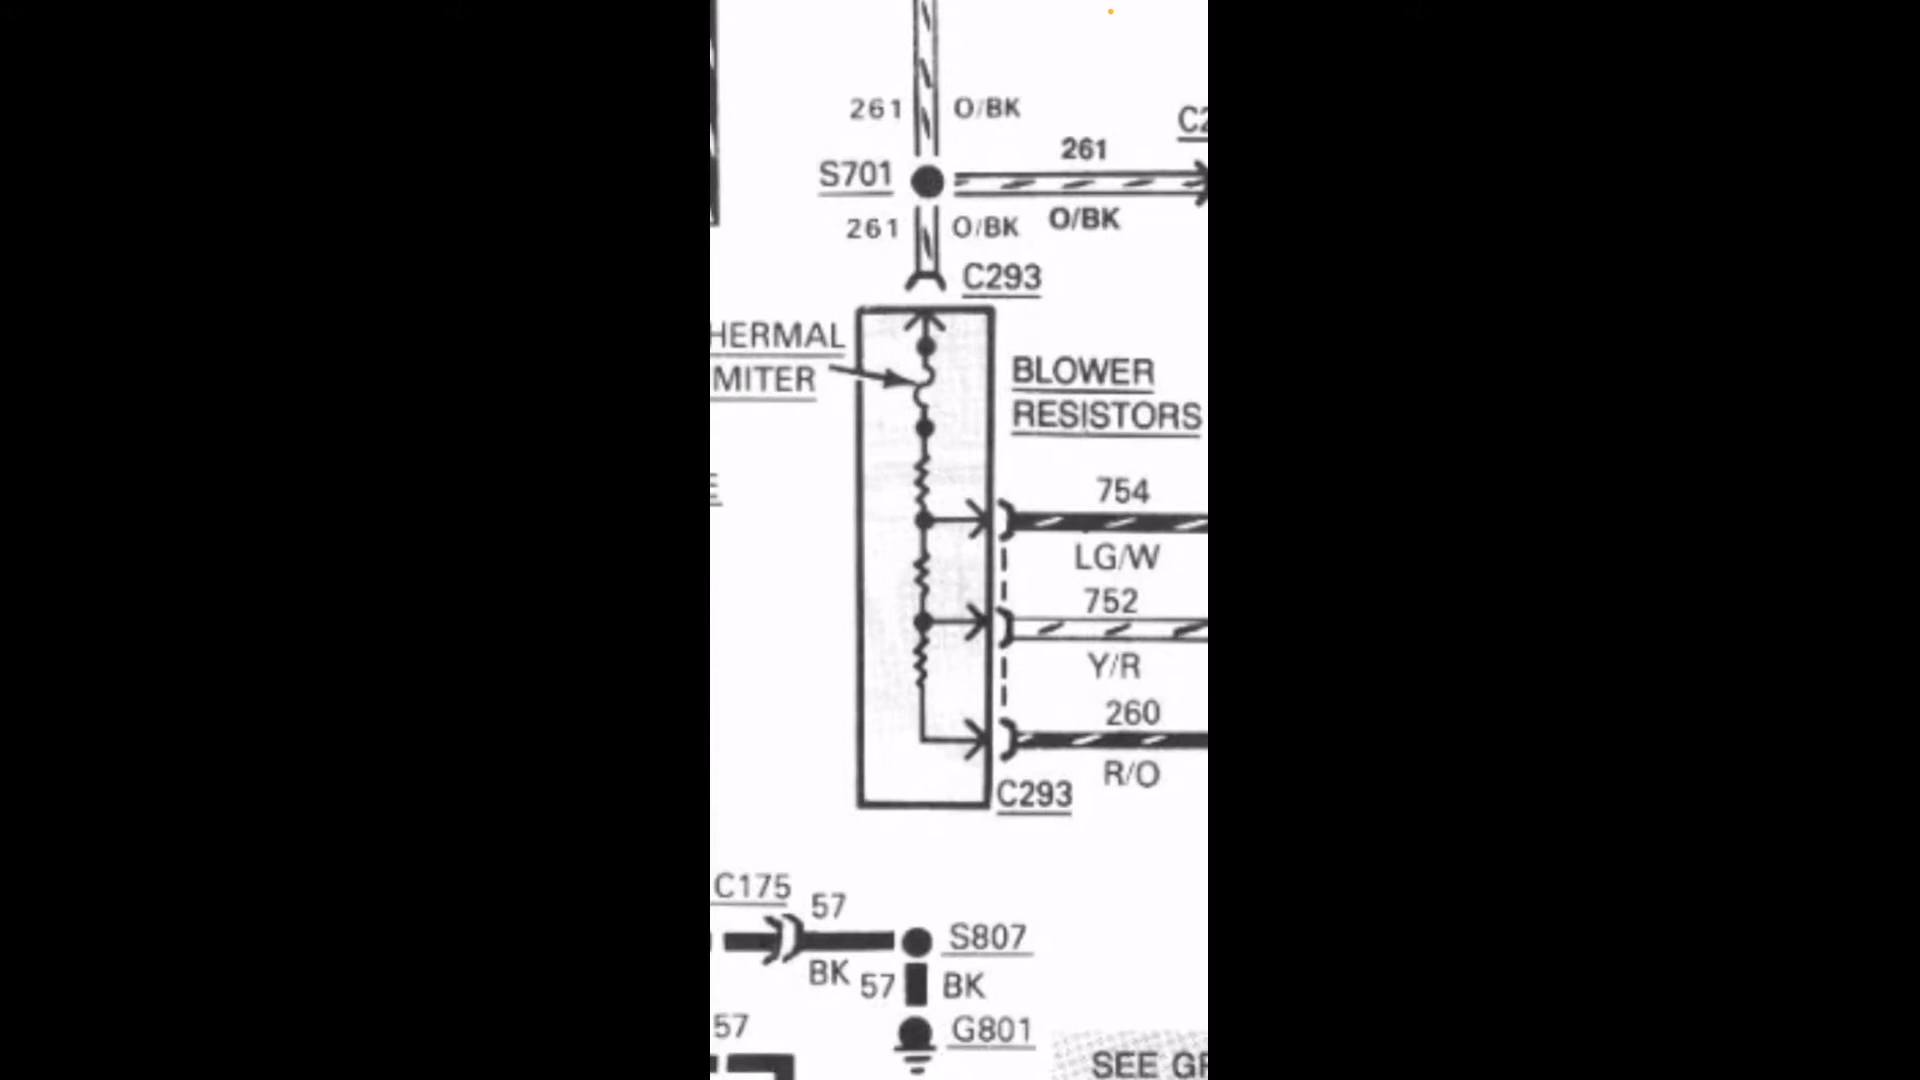 261 O/BK
C2
261
S701
O/BK
261 O/BK
C293
HERMAL
MITER
BLOWER
RESISTORS
E
754
LG/W
752
Y/R
260
R/O
C293
C175
57
S807
BK
57 BK
57
G801
SEE GR